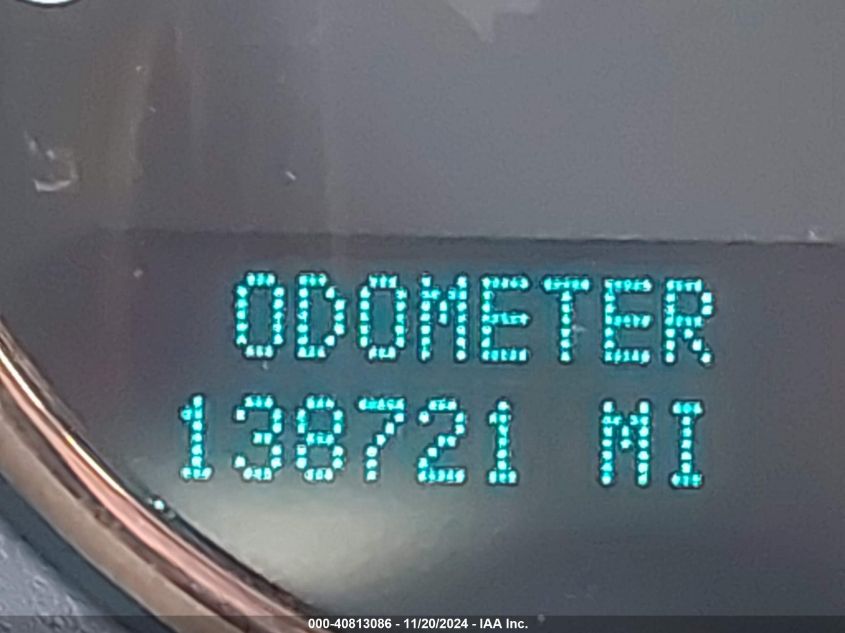 ODOMETER
138721 MI
000-40813086 - 11/20/2024 - IAA Inc.